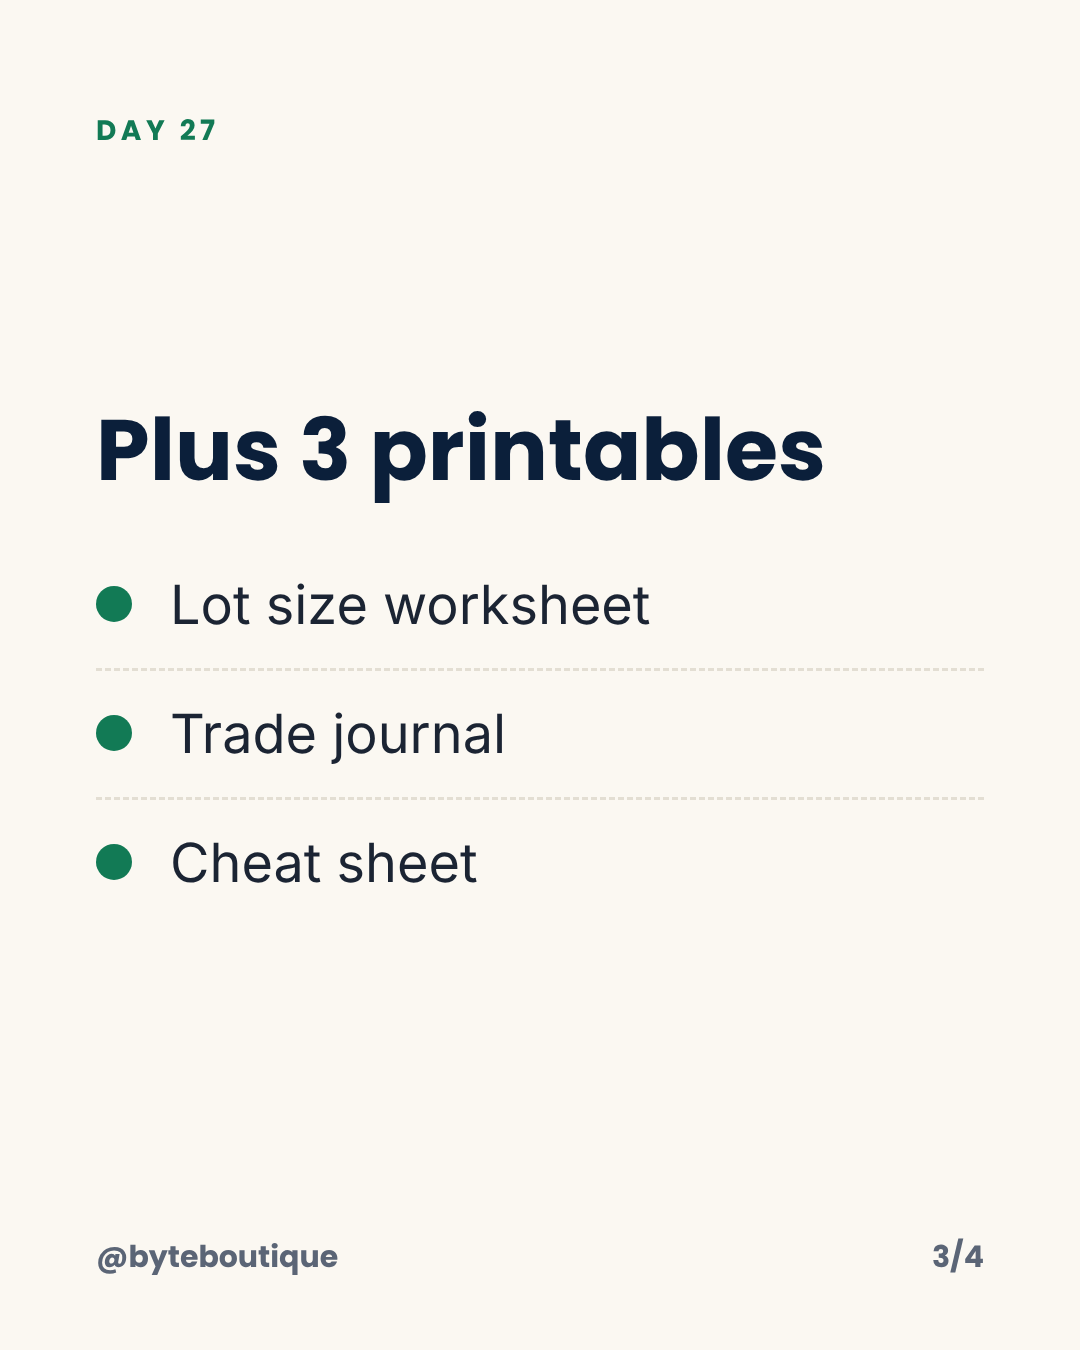 DAY 27
Plus 3 printables
Lot size worksheet
Trade journal
Cheat sheet
@byteboutique
3/4